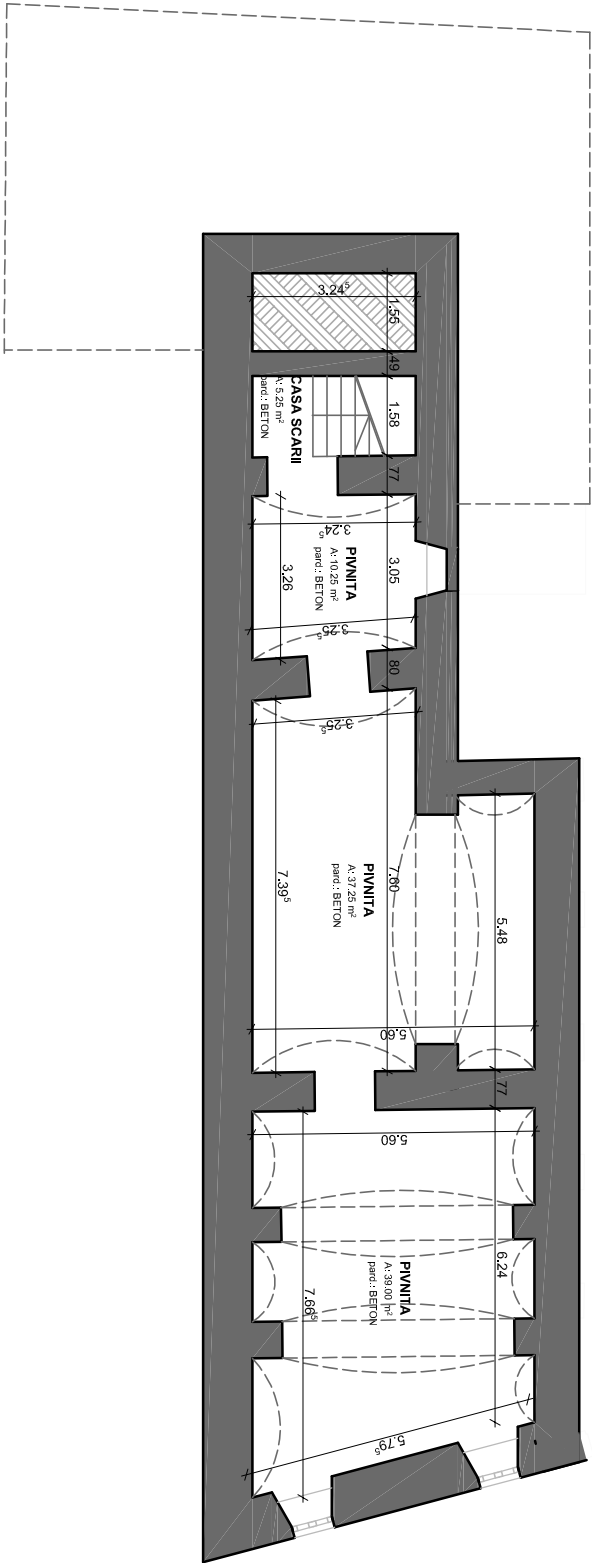 3.24⁵
1.55
49
CASA SCARII
A: 5.25 m²
pard.: BETON
1.58
77
3.24⁵
PIVNITA
A: 10.25 m²
pard.: BETON
3.26
3.05
3.25⁵
80
3.25⁵
PIVNITA
A: 37.25 m²
pard.: BETON
7.39⁵
7.60
5.48
5.60
77
5.60
PIVNITA
A: 39.00 m²
pard.: BETON
7.66⁵
6.24
5.79⁵